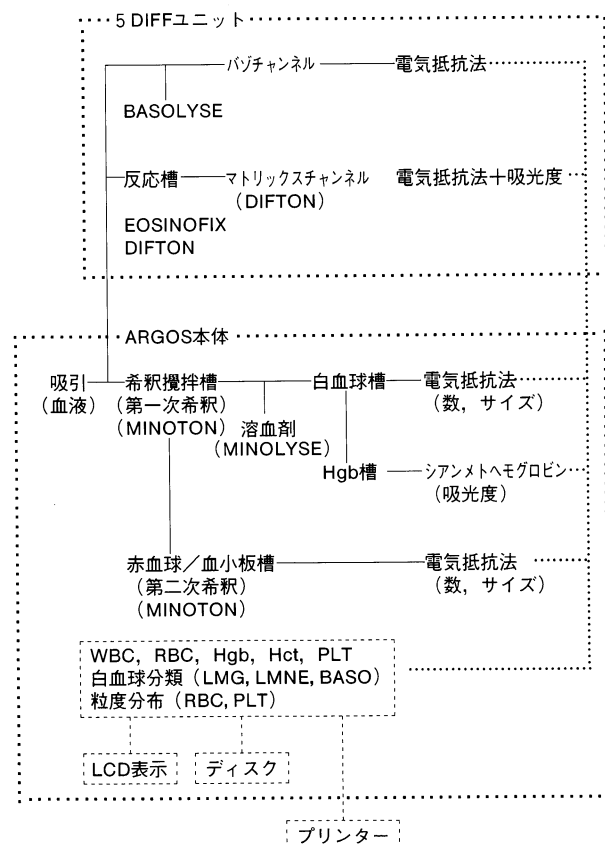 5 DIFFユニット
バゾチャンネル 電気抵抗法
BASOLYSE
反応槽 マトリックスチャンネル 電気抵抗法＋吸光度
（DIFTON）
EOSINOFIX
DIFTON
ARGOS本体
吸引 希釈攪拌槽 白血球槽 電気抵抗法
（血液） （第一次希釈） （数，サイズ）
（MINOTON） 溶血剤
（MINOLYSE）
Hgb槽 シアンメトヘモグロビン
（吸光度）
赤血球／血小板槽 電気抵抗法
（第二次希釈） （数，サイズ）
（MINOTON）
WBC，RBC，Hgb，Hct，PLT
白血球分類（LMG, LMNE, BASO）
粒度分布（RBC, PLT）
LCD表示 ディスク
プリンター